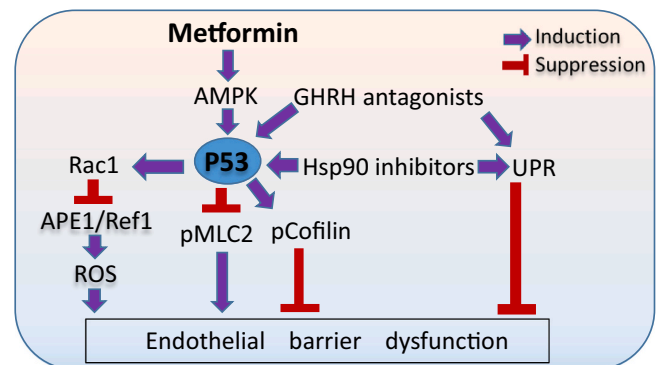 Metformin
Induction
Suppression
AMPK GHRH antagonists
Rac1 P53 Hsp90 inhibitors UPR
APE1/Ref1
pMLC2 pCofilin
ROS
Endothelial barrier dysfunction